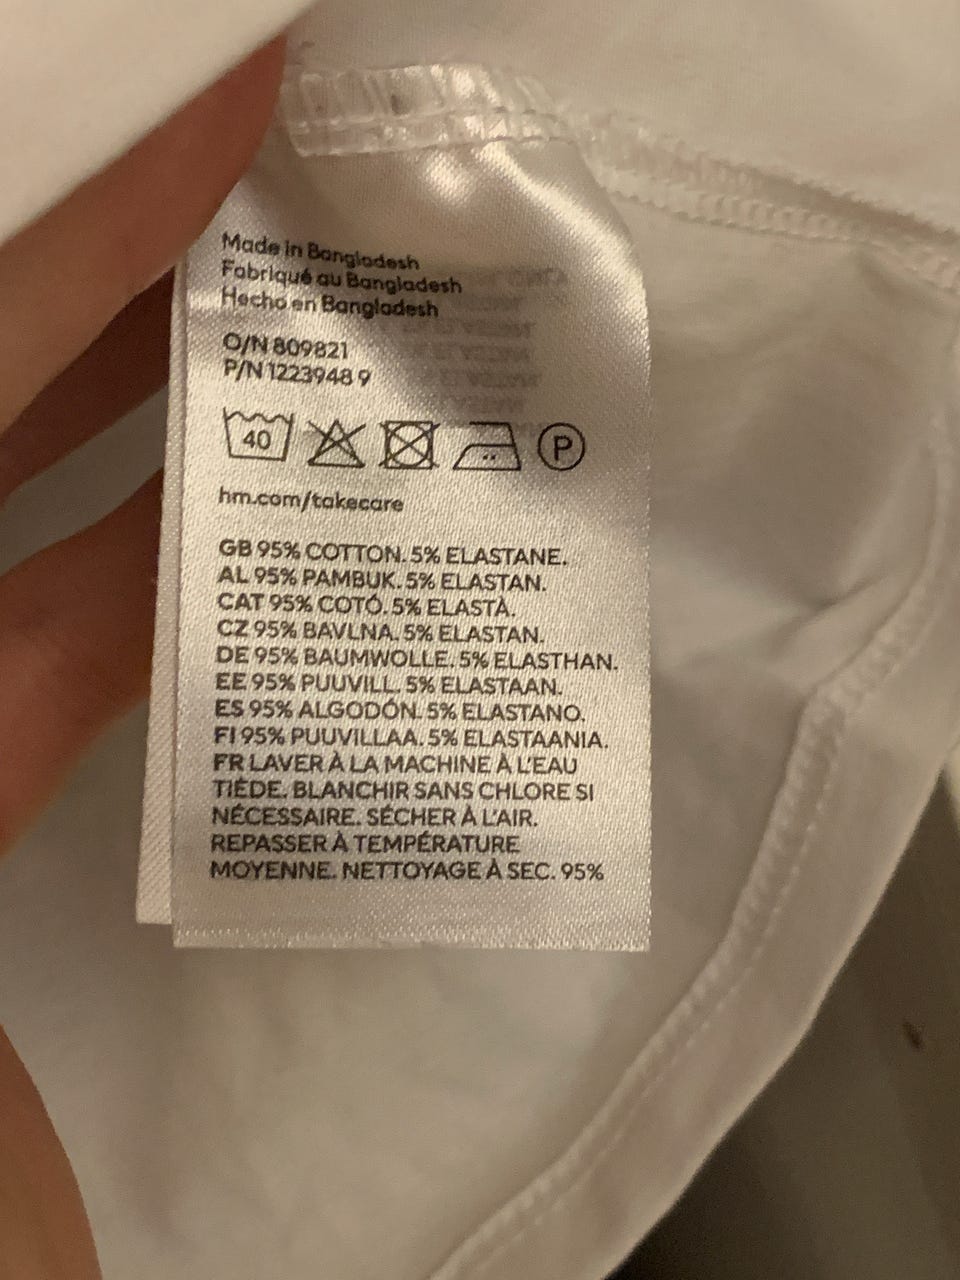 Made in Bangladesh
Fabriqué au Bangladesh
Hecho en Bangladesh
O/N 809821
P/N 1223948 9
40 P
hm.com/takecare
GB 95% COTTON. 5% ELASTANE.
AL 95% PAMBUK. 5% ELASTAN.
CAT 95% COTÓ. 5% ELASTÀ.
CZ 95% BAVLNA. 5% ELASTAN.
DE 95% BAUMWOLLE. 5% ELASTHAN.
EE 95% PUUVILL. 5% ELASTAAN.
ES 95% ALGODÓN. 5% ELASTANO.
FI 95% PUUVILLAA. 5% ELASTAANIA.
FR LAVER À LA MACHINE À L'EAU
TIÈDE. BLANCHIR SANS CHLORE SI
NÉCESSAIRE. SÉCHER À L'AIR.
REPASSER À TEMPÉRATURE
MOYENNE. NETTOYAGE À SEC. 95%